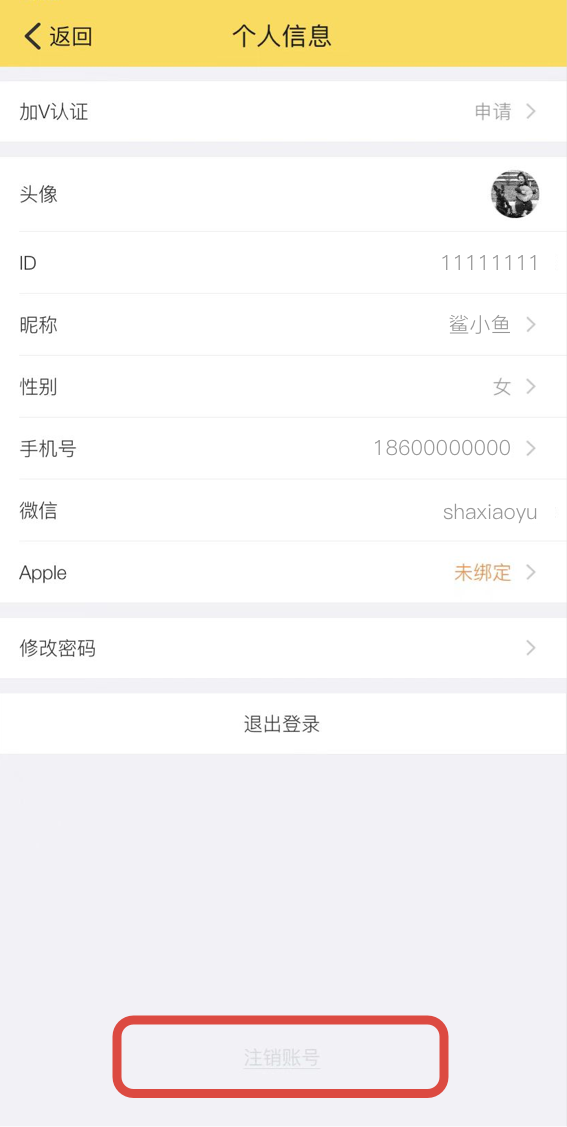 返回 个人信息
加V认证 申请
头像
ID 11111111
昵称 鲨小鱼
性别 女
手机号 18600000000
微信 shaxiaoyu
Apple 未绑定
修改密码
退出登录
注销账号